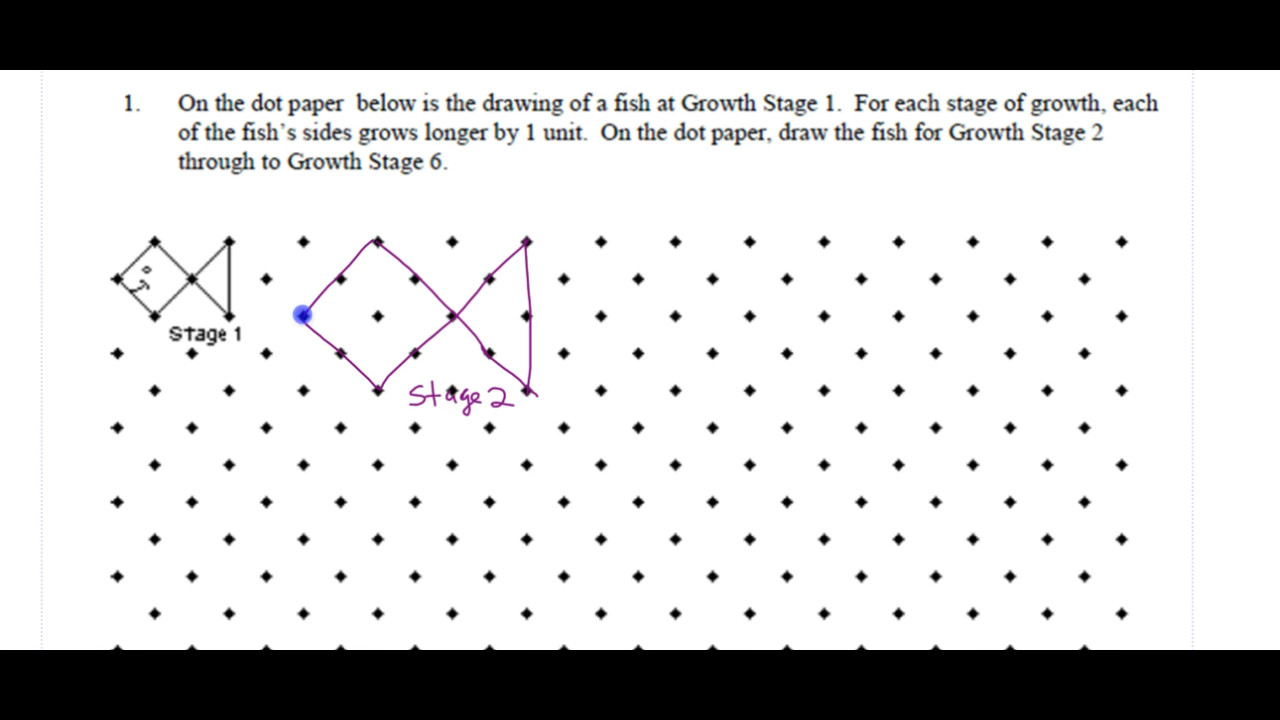 1. On the dot paper below is the drawing of a fish at Growth Stage 1. For each stage of growth, each
of the fish's sides grows longer by 1 unit. On the dot paper, draw the fish for Growth Stage 2
through to Growth Stage 6.
Stage 1
Stage 2